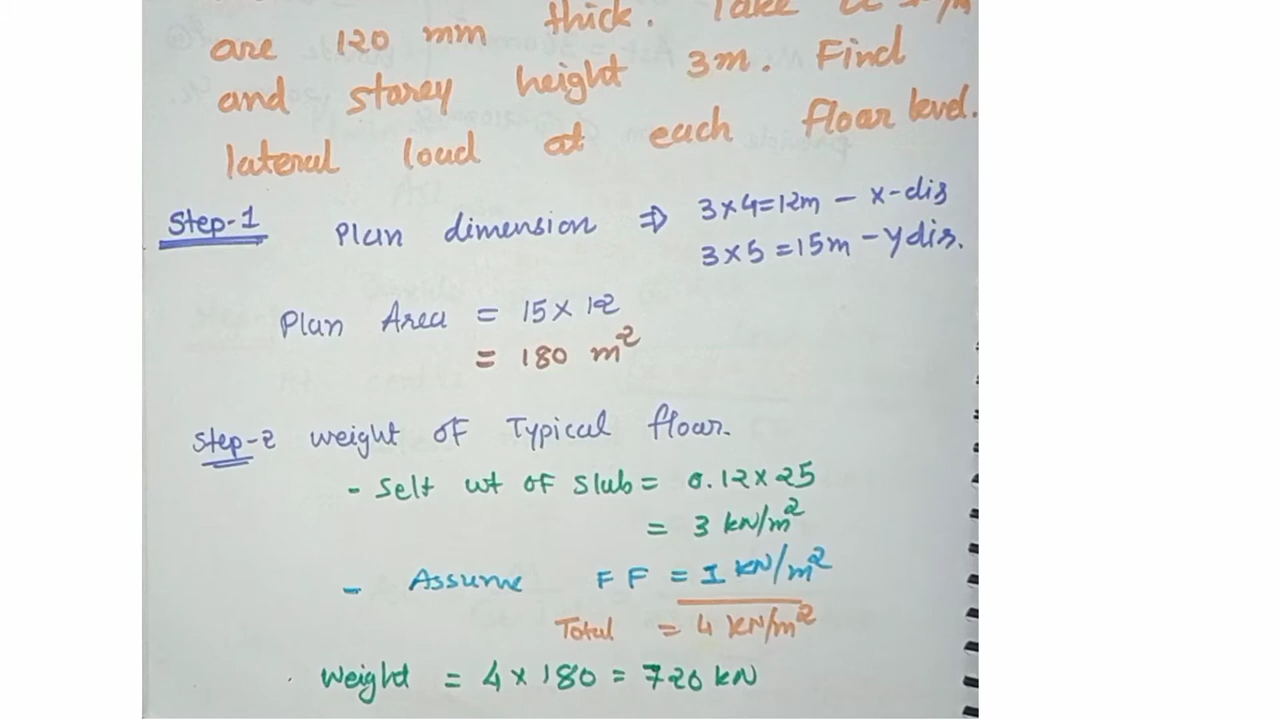 thick. Take
are 120 mm
and storey height 3m. Find
lateral load at each floor level.
Step-1 Plan dimension ⇒ 3×4=12m - x-dis
3×5=15m - y dis.
Plan Area = 15×12
= 180 m²
Step-2 weight of Typical floor.
- Self wt of slab = 0.12×25
= 3 kN/m²
- Assume FF = 1 kN/m²
Total = 4 kN/m²
Weight = 4×180 = 720 kN